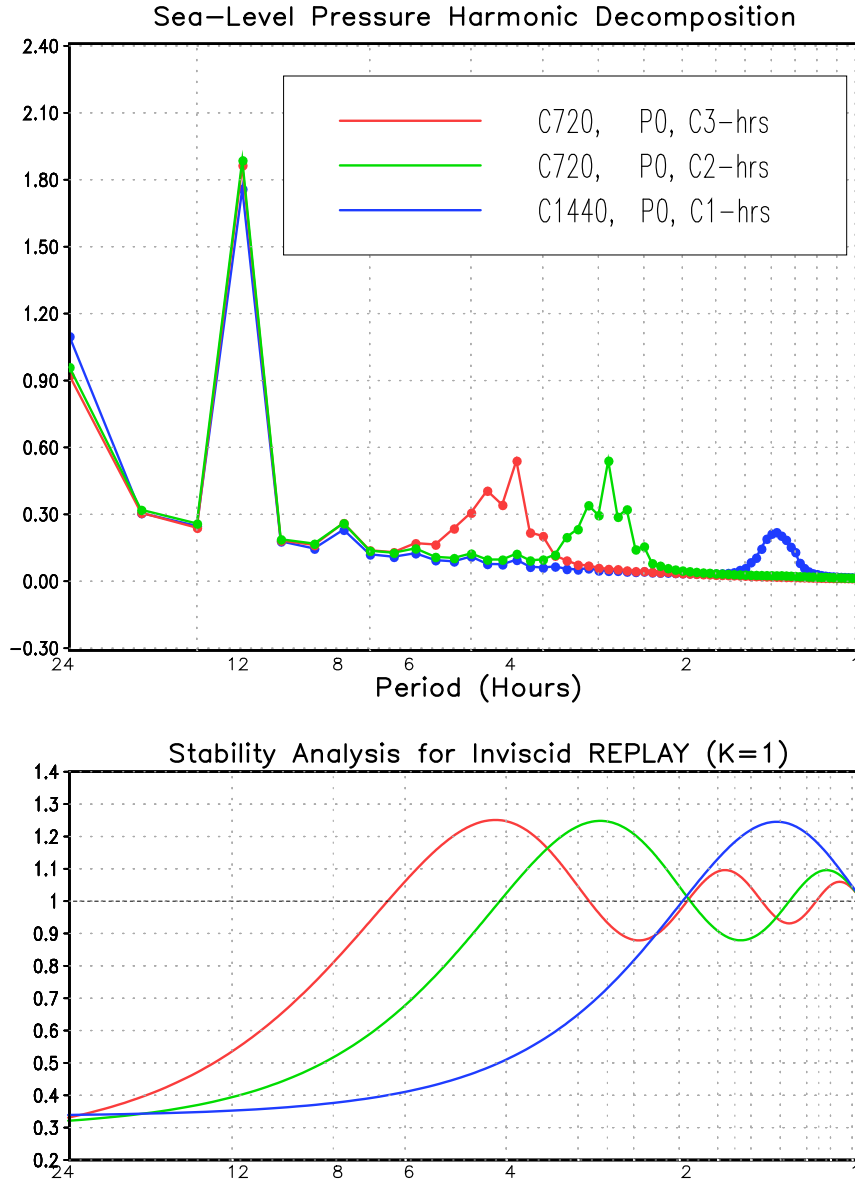 Sea-Level Pressure Harmonic Decomposition
2.40
2.10
1.80
1.50
1.20
0.90
0.60
0.30
0.00
-0.30
C720, P0, C3-hrs
C720, P0, C2-hrs
C1440, P0, C1-hrs
24 12 8 6 4 2 1
Period (Hours)
Stability Analysis for Inviscid REPLAY (K=1)
1.4
1.3
1.2
1.1
1
0.9
0.8
0.7
0.6
0.5
0.4
0.3
0.2
24 12 8 6 4 2 1